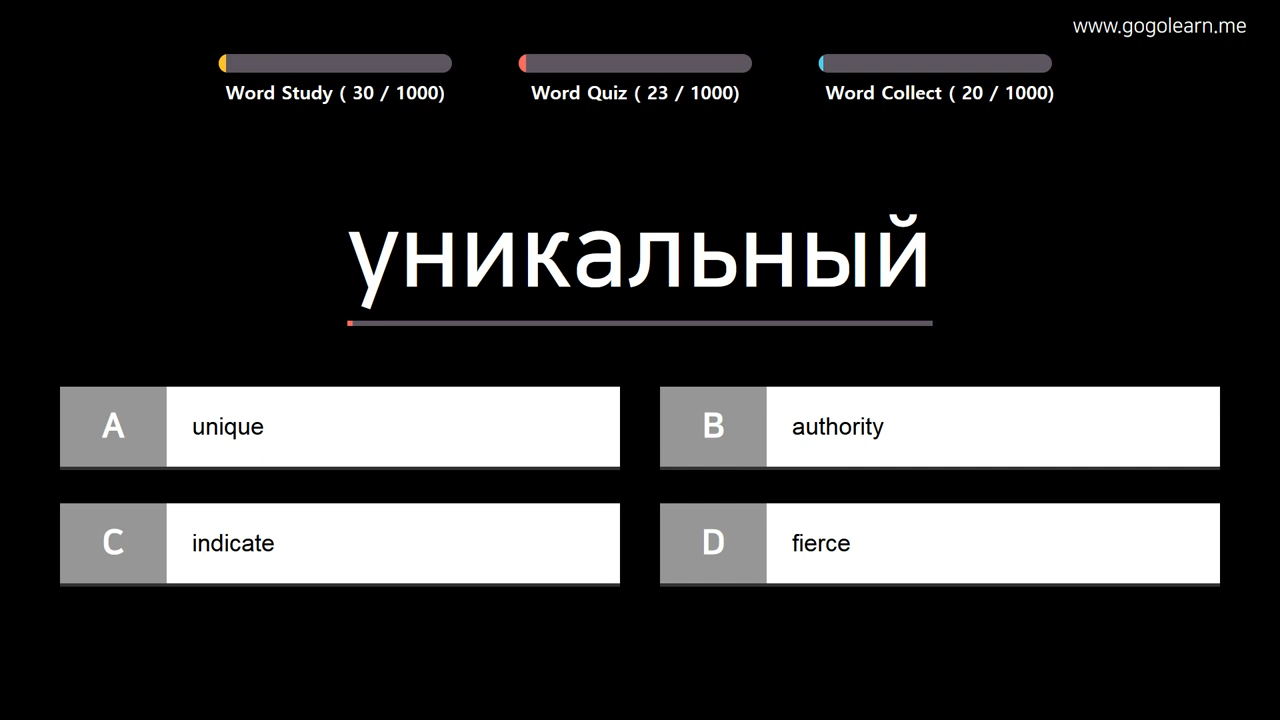 www.gogolearn.me
Word Study ( 30 / 1000)
Word Quiz ( 23 / 1000)
Word Collect ( 20 / 1000)
уникальный
A unique
B authority
C indicate
D fierce